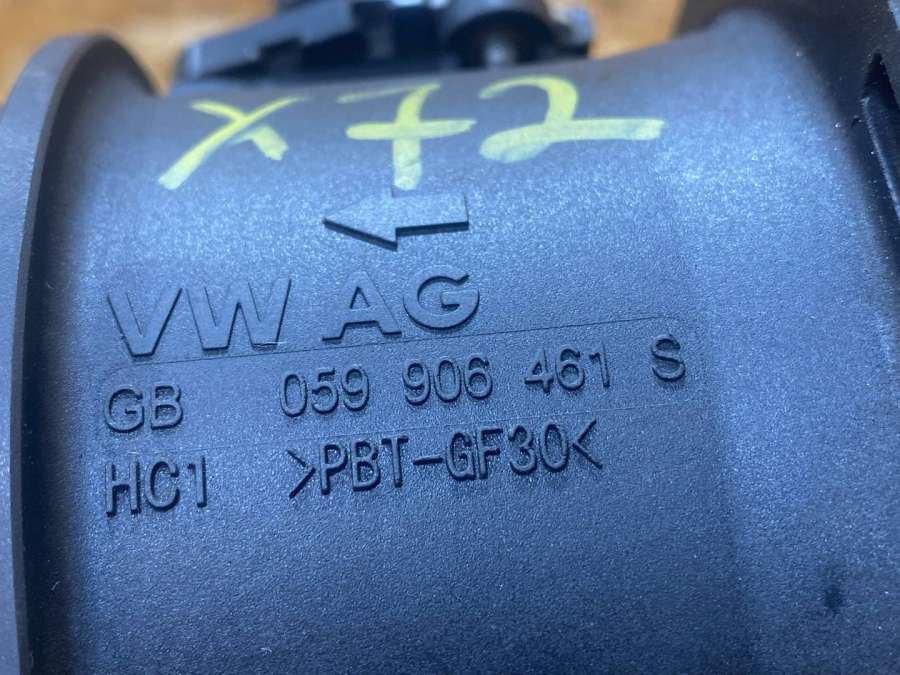 X72
VW AG
GB 059 906 461 S
HC1 >PBT-GF30<